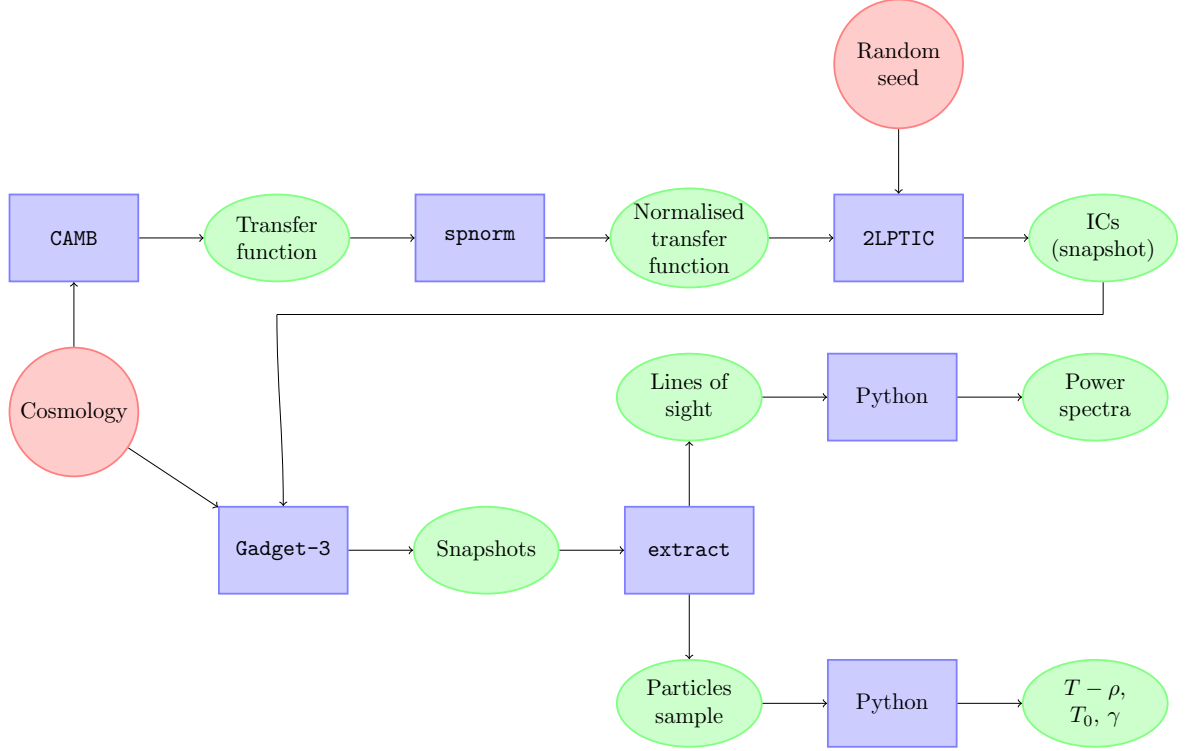 Random
seed
CAMB
Transfer
function
spnorm
Normalised
transfer
function
2LPTIC
ICs
(snapshot)
Cosmology
Lines of
sight
Python
Power
spectra
Gadget-3
Snapshots
extract
Particles
sample
Python
T − ρ,
T₀, γ